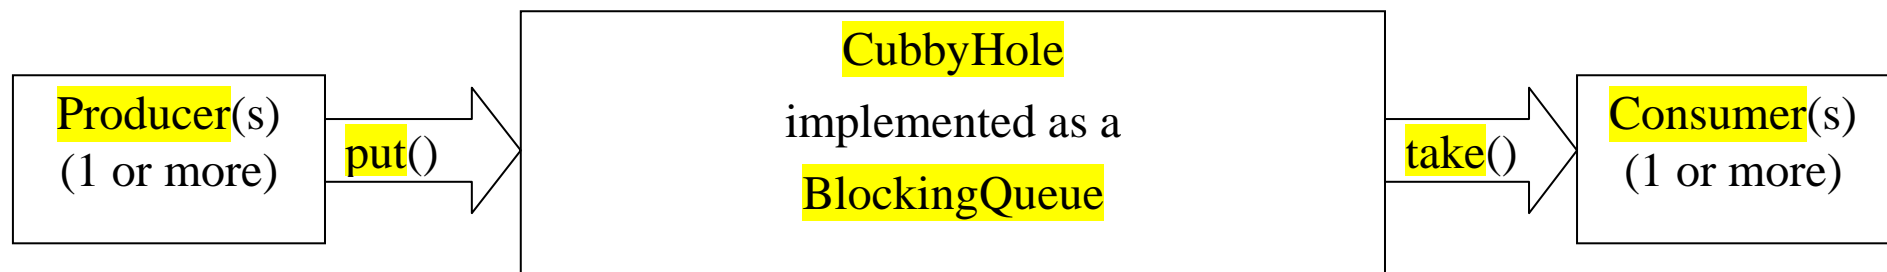 Producer(s)
(1 or more)
put()
CubbyHole
implemented as a
BlockingQueue
take()
Consumer(s)
(1 or more)